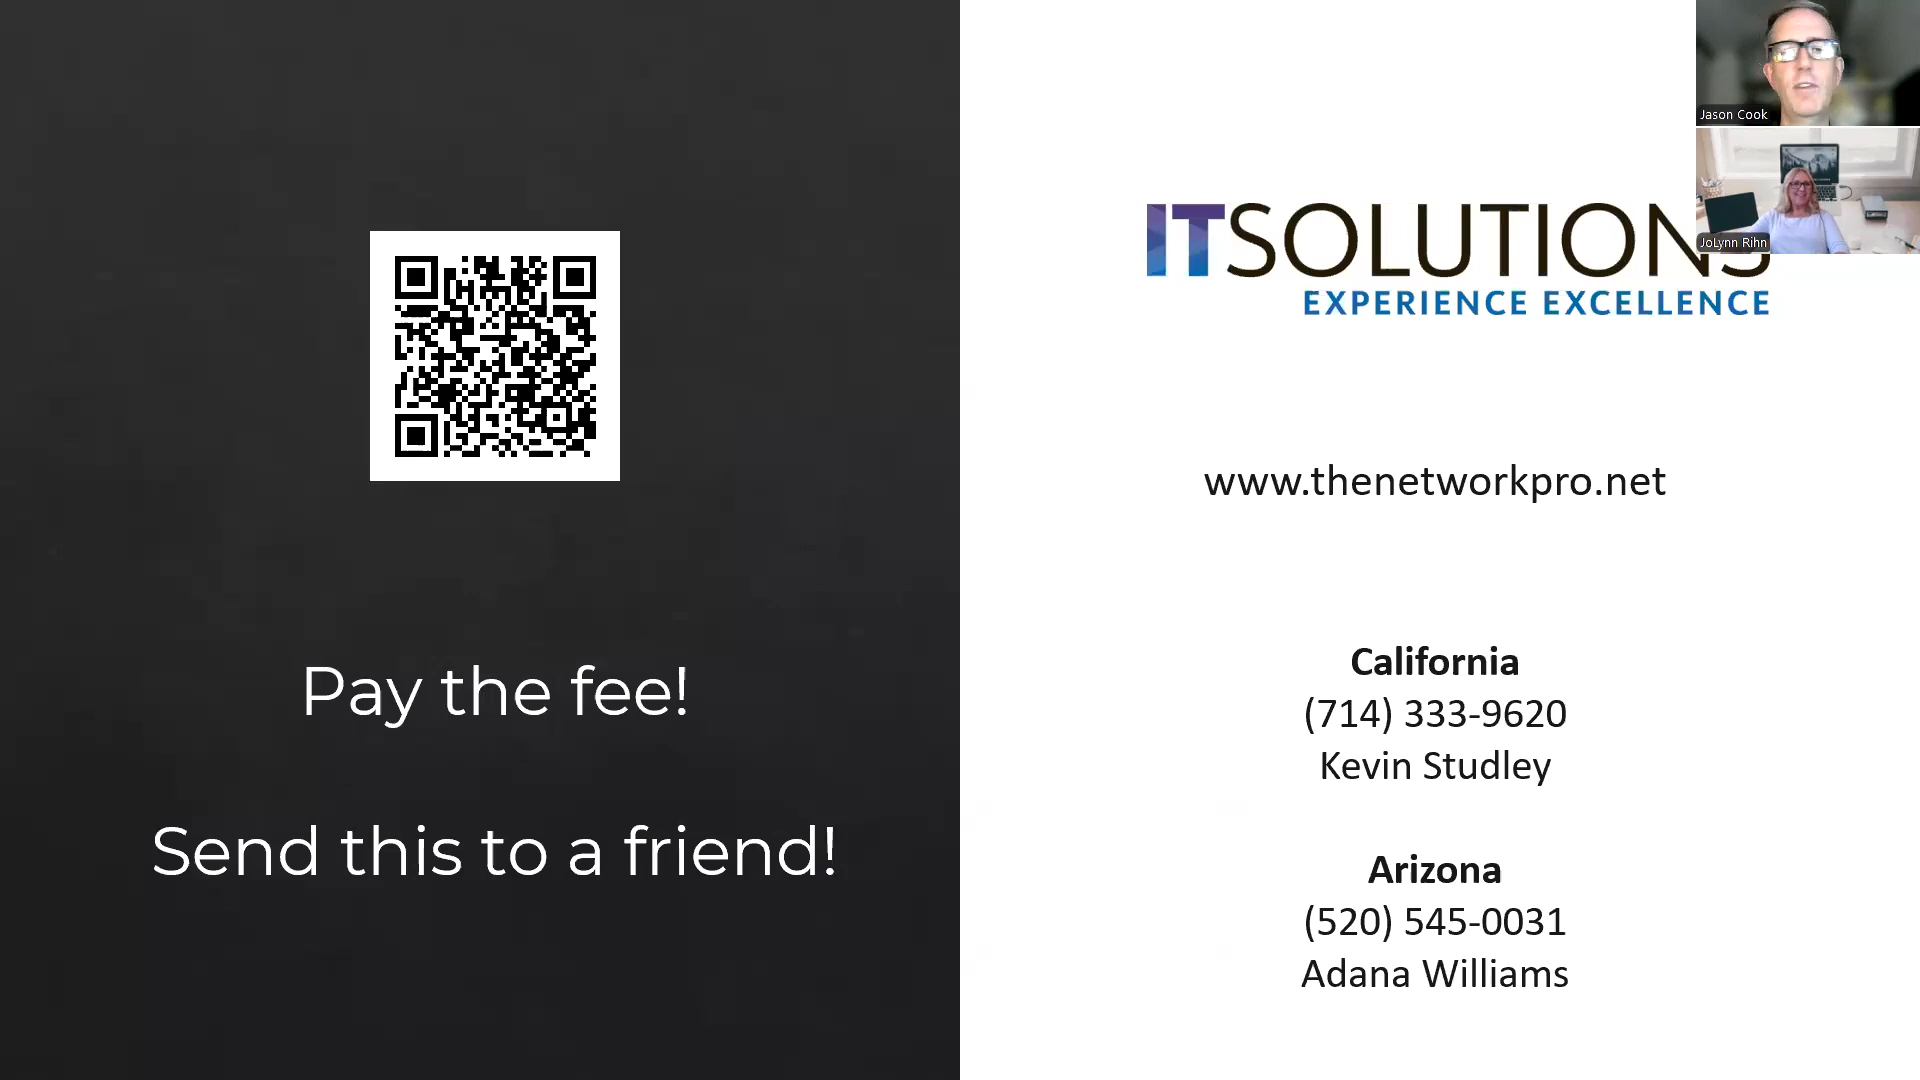 Pay the fee!
Send this to a friend!
ITSOLUTIONS
EXPERIENCE EXCELLENCE
www.thenetworkpro.net
California
(714) 333-9620
Kevin Studley
Arizona
(520) 545-0031
Adana Williams
Jason Cook
JoLynn Rihn